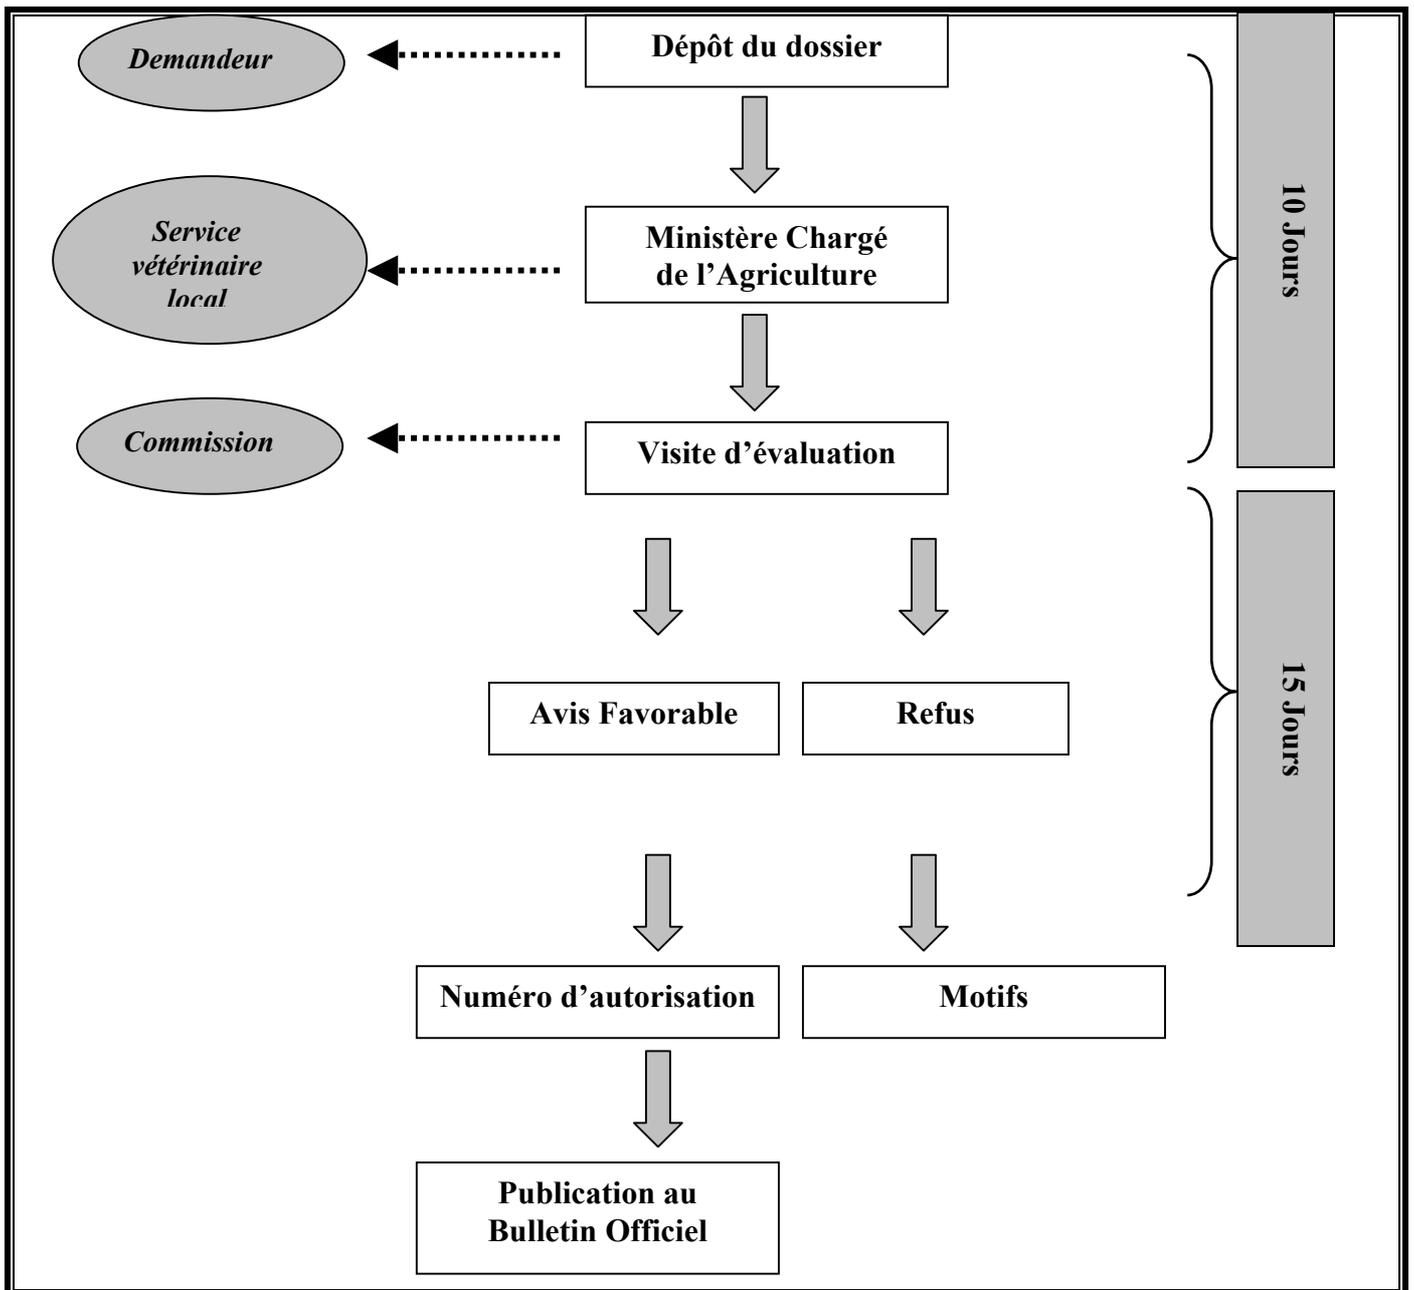 Demandeur
Dépôt du dossier
10 Jours
Service
vétérinaire
local
Ministère Chargé
de l’Agriculture
Commission
Visite d’évaluation
15 Jours
Avis Favorable
Refus
Numéro d’autorisation
Motifs
Publication au
Bulletin Officiel